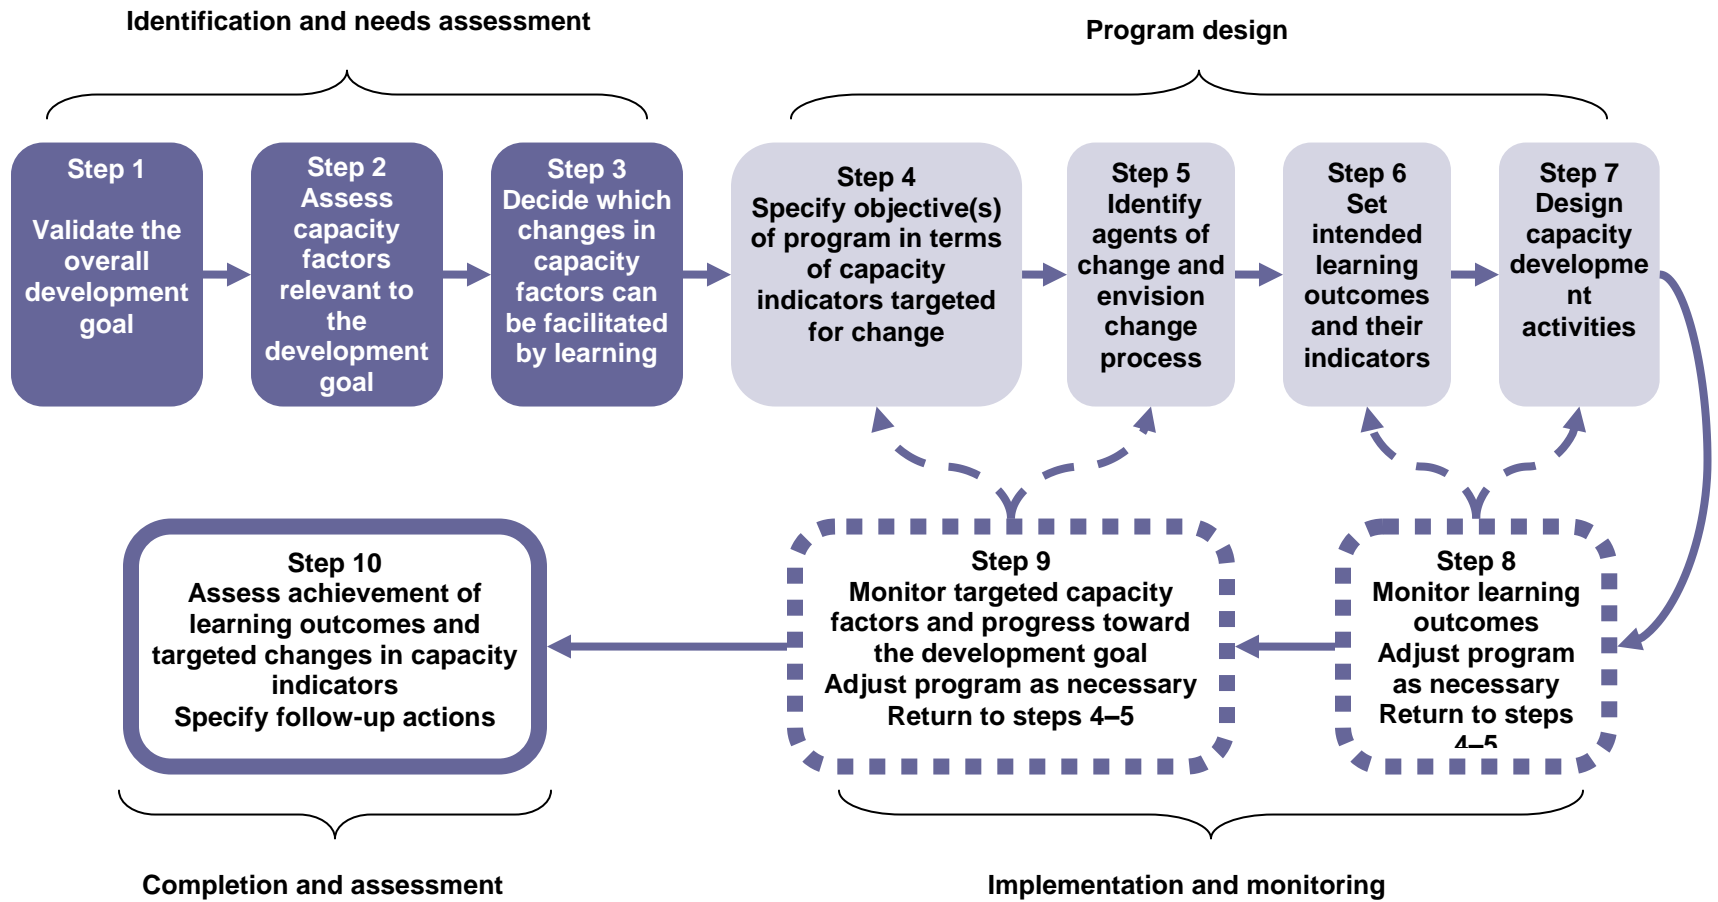 Identification and needs assessment
Program design
Step 1
Validate the
overall
development
goal
Step 2
Assess
capacity
factors
relevant to
the
development
goal
Step 3
Decide which
changes in
capacity
factors can
be facilitated
by learning
Step 4
Specify objective(s)
of program in terms
of capacity
indicators targeted
for change
Step 5
Identify
agents of
change and
envision
change
process
Step 6
Set
intended
learning
outcomes
and their
indicators
Step 7
Design
capacity
developme
nt
activities
Step 10
Assess achievement of
learning outcomes and
targeted changes in capacity
indicators
Specify follow-up actions
Step 9
Monitor targeted capacity
factors and progress toward
the development goal
Adjust program as necessary
Return to steps 4–5
Step 8
Monitor learning
outcomes
Adjust program
as necessary
Return to steps
4–5
Completion and assessment
Implementation and monitoring